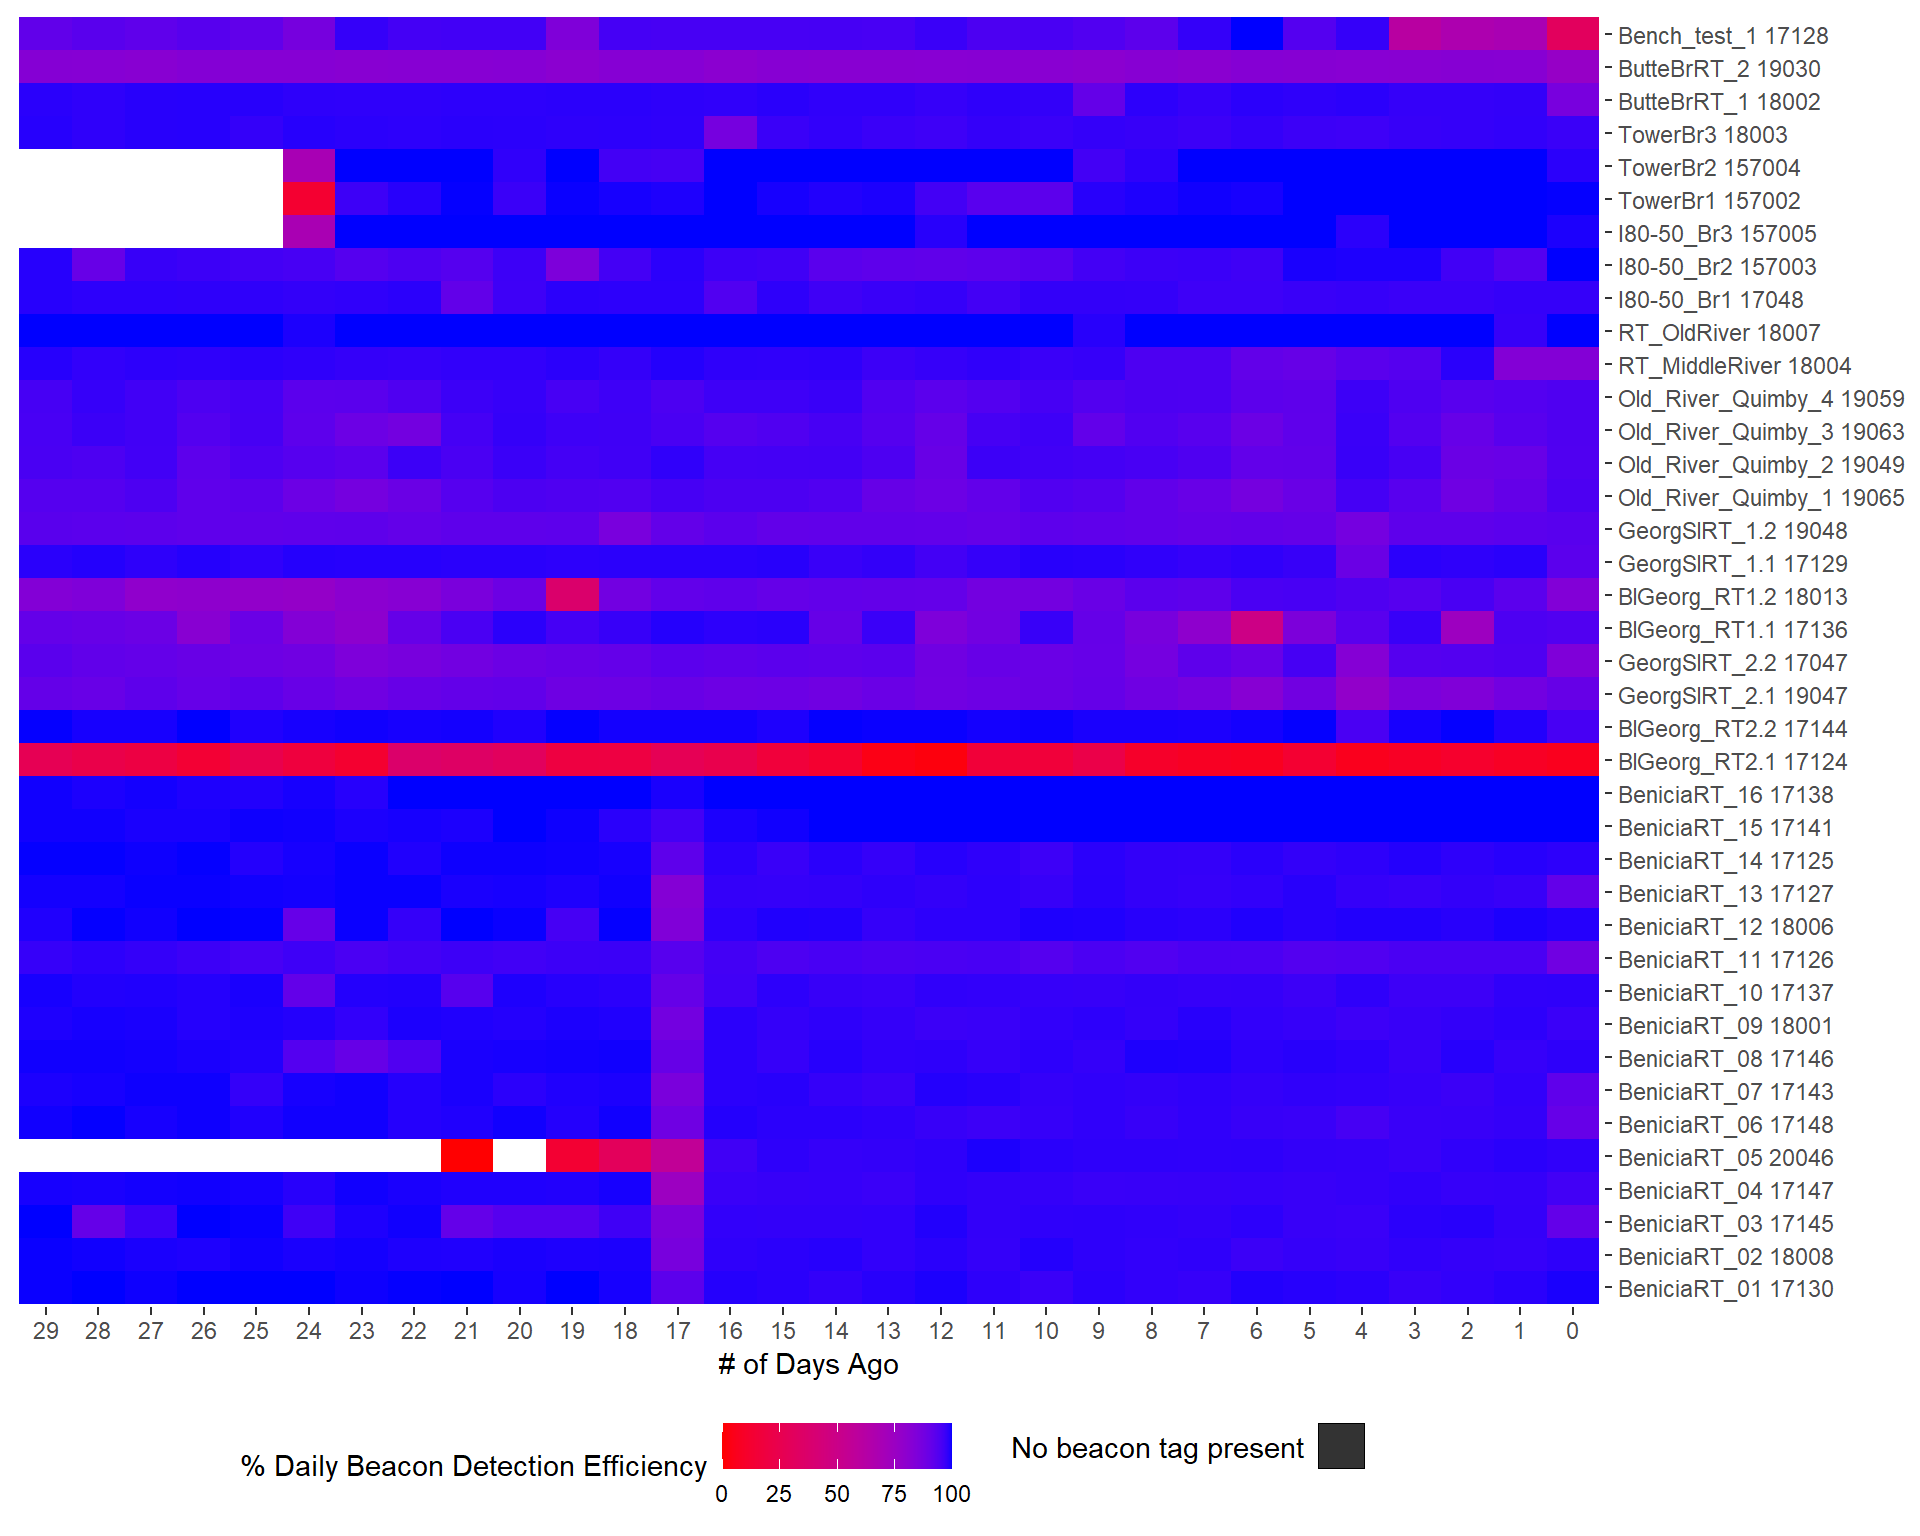 Bench_test_1 17128
ButteBrRT_2 19030
ButteBrRT_1 18002
TowerBr3 18003
TowerBr2 157004
TowerBr1 157002
I80-50_Br3 157005
I80-50_Br2 157003
I80-50_Br1 17048
RT_OldRiver 18007
RT_MiddleRiver 18004
Old_River_Quimby_4 19059
Old_River_Quimby_3 19063
Old_River_Quimby_2 19049
Old_River_Quimby_1 19065
GeorgSlRT_1.2 19048
GeorgSlRT_1.1 17129
BlGeorg_RT1.2 18013
BlGeorg_RT1.1 17136
GeorgSlRT_2.2 17047
GeorgSlRT_2.1 19047
BlGeorg_RT2.2 17144
BlGeorg_RT2.1 17124
BeniciaRT_16 17138
BeniciaRT_15 17141
BeniciaRT_14 17125
BeniciaRT_13 17127
BeniciaRT_12 18006
BeniciaRT_11 17126
BeniciaRT_10 17137
BeniciaRT_09 18001
BeniciaRT_08 17146
BeniciaRT_07 17143
BeniciaRT_06 17148
BeniciaRT_05 20046
BeniciaRT_04 17147
BeniciaRT_03 17145
BeniciaRT_02 18008
BeniciaRT_01 17130
29 28 27 26 25 24 23 22 21 20 19 18 17 16 15 14 13 12 11 10 9 8 7 6 5 4 3 2 1 0
# of Days Ago
% Daily Beacon Detection Efficiency
0 25 50 75 100
No beacon tag present